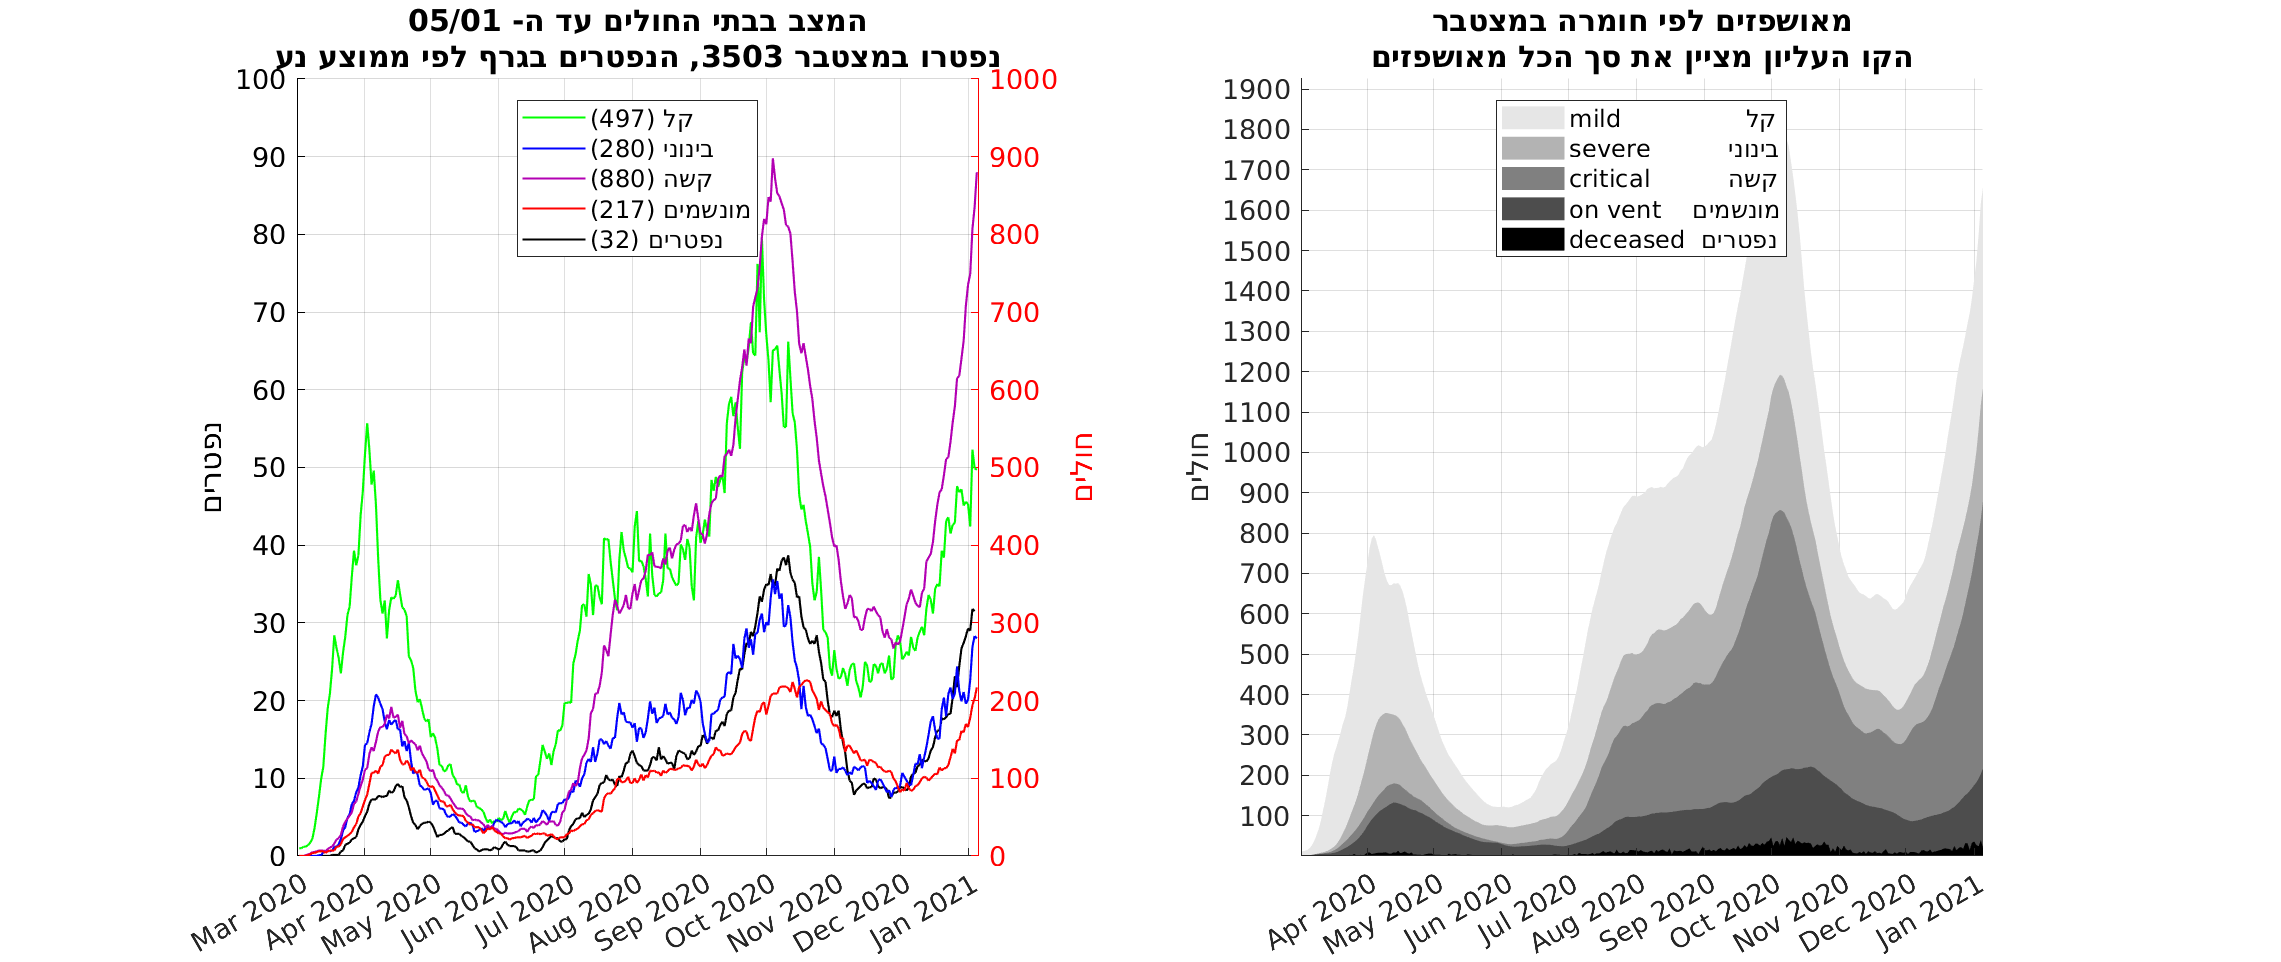 המצב בבתי החולים עד ה- 05/01
נפטרו במצטבר 3503, הנפטרים בגרף לפי ממוצע נע
100
90
80
70
60
50
40
30
20
10
0
נפטרים
קל (497)
בינוני (280)
קשה (880)
מונשמים (217)
נפטרים (32)
1000
900
800
700
600
500
400
300
200
100
0
חולים
Mar 2020
Apr 2020
May 2020
Jun 2020
Jul 2020
Aug 2020
Sep 2020
Oct 2020
Nov 2020
Dec 2020
Jan 2021
מאושפזים לפי חומרה במצטבר
הקו העליון מציין את סך הכל מאושפזים
1900
1800
1700
1600
1500
1400
1300
1200
1100
1000
900
800
700
600
500
400
300
200
100
חולים
mild קל
severe בינוני
critical קשה
on vent מונשמים
deceased נפטרים
Apr 2020
May 2020
Jun 2020
Jul 2020
Aug 2020
Sep 2020
Oct 2020
Nov 2020
Dec 2020
Jan 2021